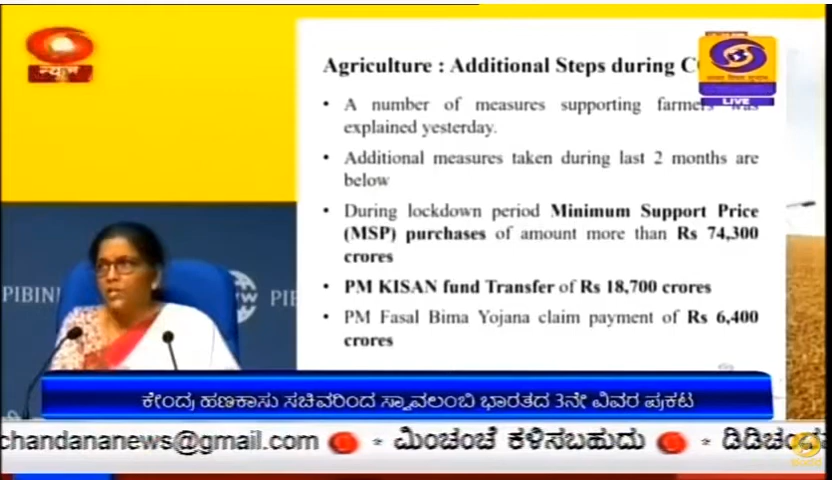 Agriculture : Additional Steps during
• A number of measures supporting farmers was
explained yesterday.
• Additional measures taken during last 2 months are
below
• During lockdown period Minimum Support Price
(MSP) purchases of amount more than Rs 74,300
crores
• PM KISAN fund Transfer of Rs 18,700 crores
• PM Fasal Bima Yojana claim payment of Rs 6,400
crores
LIVE
न्यूज़
PIB
ಕೇಂದ್ರ ಹಣಕಾಸು ಸಚಿವರಿಂದ ಸ್ವಾವಲಂಬಿ ಭಾರತದ 3ನೇ ವಿವರ ಪ್ರಕಟ
chandananews@gmail.com * ಮಿಂಚಂಚೆ ಕಳಿಸಬಹುದು *